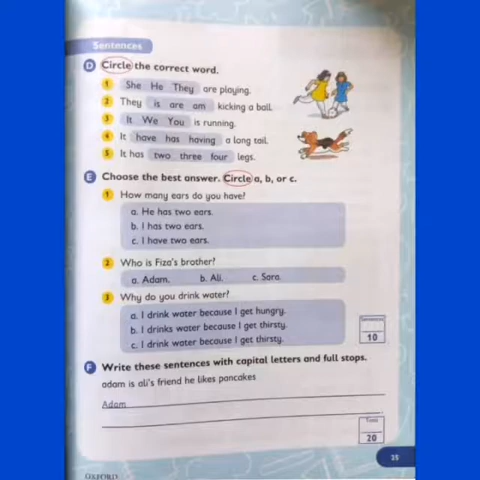 Sentences
D Circle the correct word.
1 She He They are playing.
2 They is are am kicking a ball.
3 It We You is running.
4 It have has having a long tail.
5 It has two three four legs.
E Choose the best answer. Circle a, b, or c.
1 How many ears do you have?
a. He has two ears.
b. I has two ears.
c. I have two ears.
2 Who is Fiza's brother?
a. Adam. b. Ali. c. Sara.
3 Why do you drink water?
a. I drink water because I get hungry.
b. I drinks water because I get thirsty.
c. I drink water because I get thirsty.
Sentences
10
F Write these sentences with capital letters and full stops.
adam is ali's friend he likes pancakes
Adam
Total
20
25
OXFORD